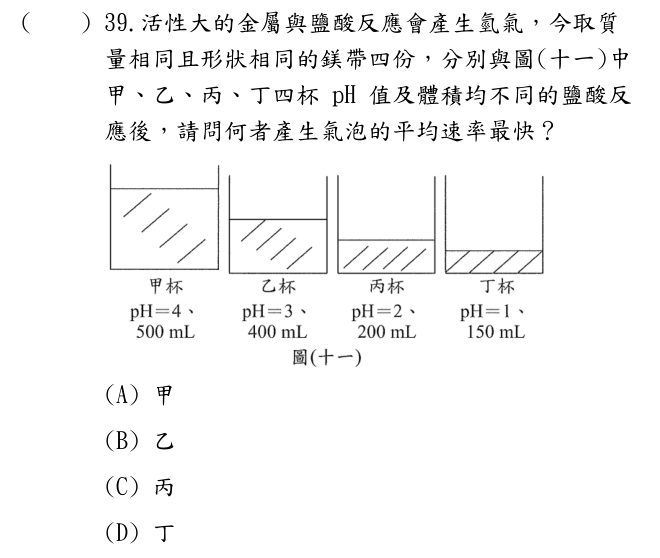 （　　）39.活性大的金屬與鹽酸反應會產生氫氣，今取質
量相同且形狀相同的鎂帶四份，分別與圖(十一)中
甲、乙、丙、丁四杯 pH 值及體積均不同的鹽酸反
應後，請問何者產生氣泡的平均速率最快？
甲杯 乙杯 丙杯 丁杯
pH＝4、 pH＝3、 pH＝2、 pH＝1、
500 mL 400 mL 200 mL 150 mL
圖(十一)
(A) 甲
(B) 乙
(C) 丙
(D) 丁